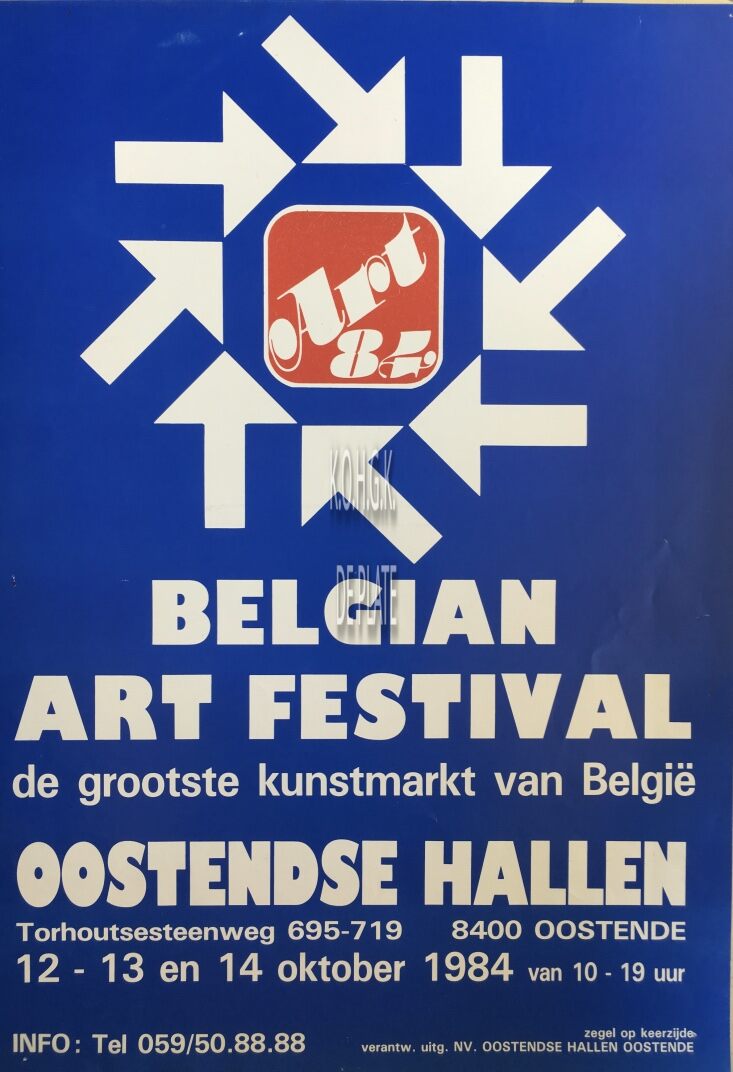 Art
84
K.O.H.G.K.
DE PLATE
BELGIAN
ART FESTIVAL
de grootste kunstmarkt van België
OOSTENDSE HALLEN
Torhoutsesteenweg 695-719 8400 OOSTENDE
12 - 13 en 14 oktober 1984 van 10 - 19 uur
zegel op keerzijde
INFO: Tel 059/50.88.88 verantw. uitg. NV. OOSTENDSE HALLEN OOSTENDE